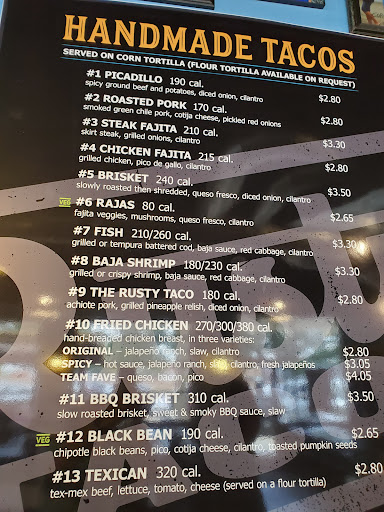 HANDMADE TACOS
SERVED ON CORN TORTILLA (FLOUR TORTILLA AVAILABLE ON REQUEST)
#1 PICADILLO 190 cal. $2.80
spicy ground beef and potatoes, diced onion, cilantro
#2 ROASTED PORK 170 cal. $2.80
smoked green chile pork, cotija cheese, pickled red onions
#3 STEAK FAJITA 210 cal. $3.30
skirt steak, grilled onions, cilantro
#4 CHICKEN FAJITA 215 cal. $2.80
grilled chicken, pico de gallo, cilantro
#5 BRISKET 240 cal. $3.50
slowly roasted then shredded, queso fresco, diced onion, cilantro
VEG #6 RAJAS 80 cal. $2.65
fajita veggies, mushrooms, queso fresco, cilantro
#7 FISH 210/260 cal. $3.30
grilled or tempura battered cod, baja sauce, red cabbage, cilantro
#8 BAJA SHRIMP 180/230 cal. $3.30
grilled or crispy shrimp, baja sauce, red cabbage, cilantro
#9 THE RUSTY TACO 180 cal. $2.80
achiote pork, grilled pineapple relish, diced onion, cilantro
#10 FRIED CHICKEN 270/300/380 cal.
hand-breaded chicken breast, in three varieties:
ORIGINAL – jalapeño ranch, slaw, cilantro $2.80
SPICY – hot sauce, jalapeño ranch, slaw, cilantro, fresh jalapeños $3.05
TEAM FAVE – queso, bacon, pico $4.05
#11 BBQ BRISKET 310 cal. $3.50
slow roasted brisket, sweet & smoky BBQ sauce, slaw
VEG #12 BLACK BEAN 190 cal. $2.65
chipotle black beans, pico, cotija cheese, cilantro, toasted pumpkin seeds
#13 TEXICAN 320 cal. $2.80
tex-mex beef, lettuce, tomato, cheese (served on a flour tortilla)